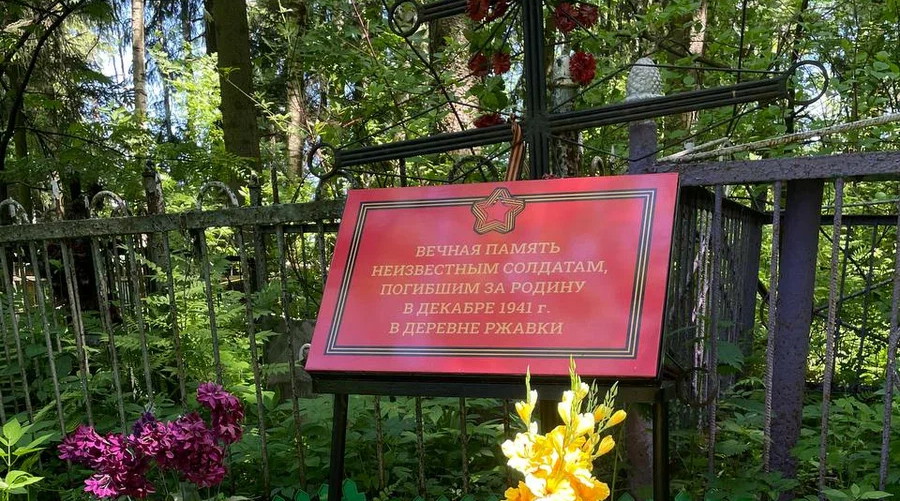 ВЕЧНАЯ ПАМЯТЬ
НЕИЗВЕСТНЫМ СОЛДАТАМ,
ПОГИБШИМ ЗА РОДИНУ
В ДЕКАБРЕ 1941 г.
В ДЕРЕВНЕ РЖАВКИ